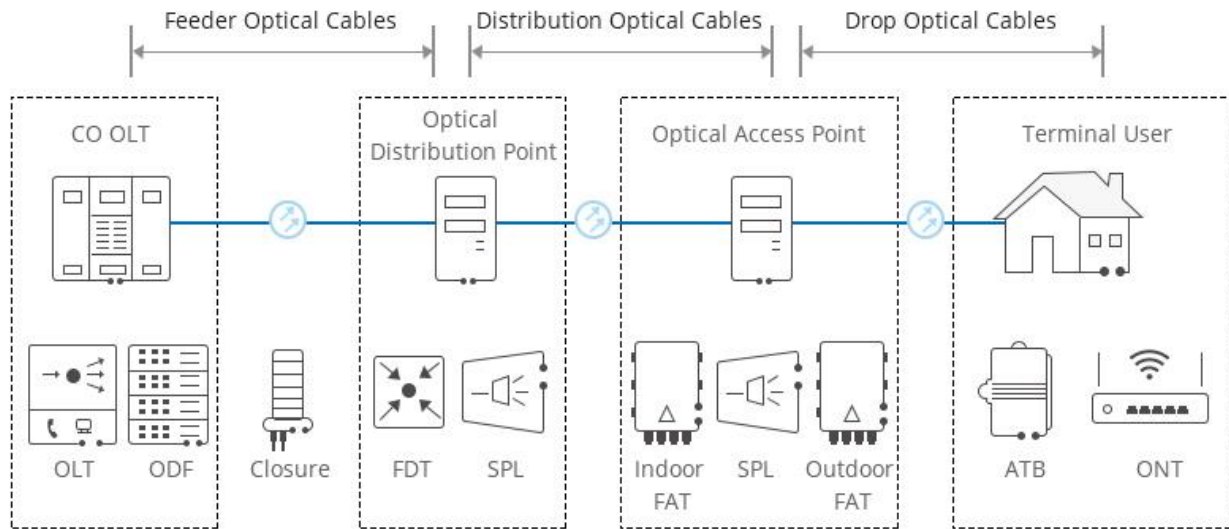 Feeder Optical Cables
Distribution Optical Cables
Drop Optical Cables
CO OLT
Optical
Distribution Point
Optical Access Point
Terminal User
OLT
ODF
Closure
FDT
SPL
Indoor
FAT
SPL
Outdoor
FAT
ATB
ONT